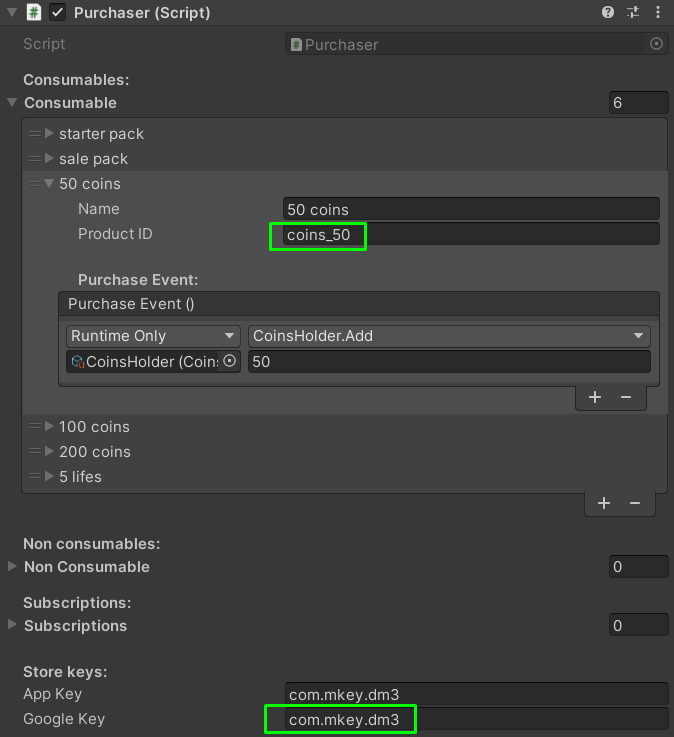 Purchaser (Script)
Script Purchaser
Consumables:
Consumable 6
starter pack
sale pack
50 coins
Name 50 coins
Product ID coins_50
Purchase Event:
Purchase Event ()
Runtime Only CoinsHolder.Add
CoinsHolder (Coins 50
+ −
100 coins
200 coins
5 lifes
+ −
Non consumables:
Non Consumable 0
Subscriptions:
Subscriptions 0
Store keys:
App Key com.mkey.dm3
Google Key com.mkey.dm3